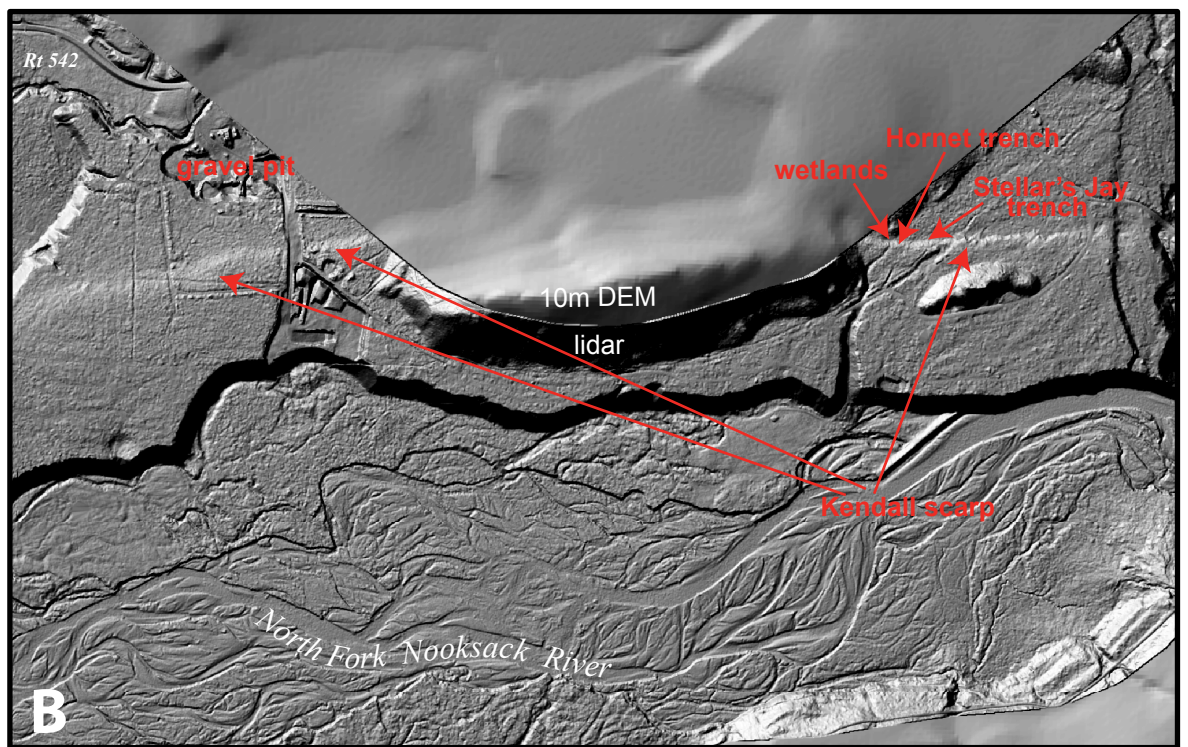 Rt 542
gravel pit
Hornet trench
wetlands
Stellar's Jay
trench
10m DEM
lidar
Kendall scarp
North Fork Nooksack River
B